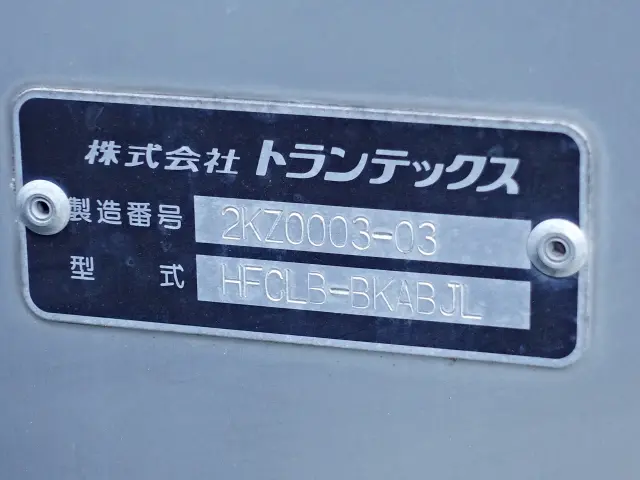 株式会社 トランテックス
製造番号 2KZ0003-03
型式 HFCLB-BKABJL